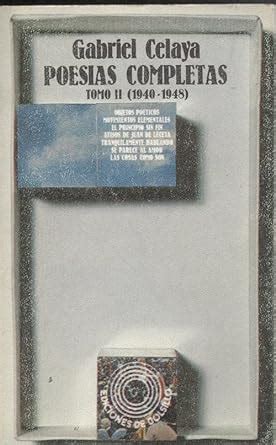 Gabriel Celaya
POESIAS COMPLETAS
TOMO II (1940-1948)
OBJETOS POETICOS
MOVIMIENTOS ELEMENTALES
EL PRINCIPIO SIN FIN
AVISOS DE JUAN DE LECETA
TRANQUILAMENTE HABLANDO
SE PARECE AL AMOR
LAS COSAS COMO SON
EDICIONES DE BOLSILLO